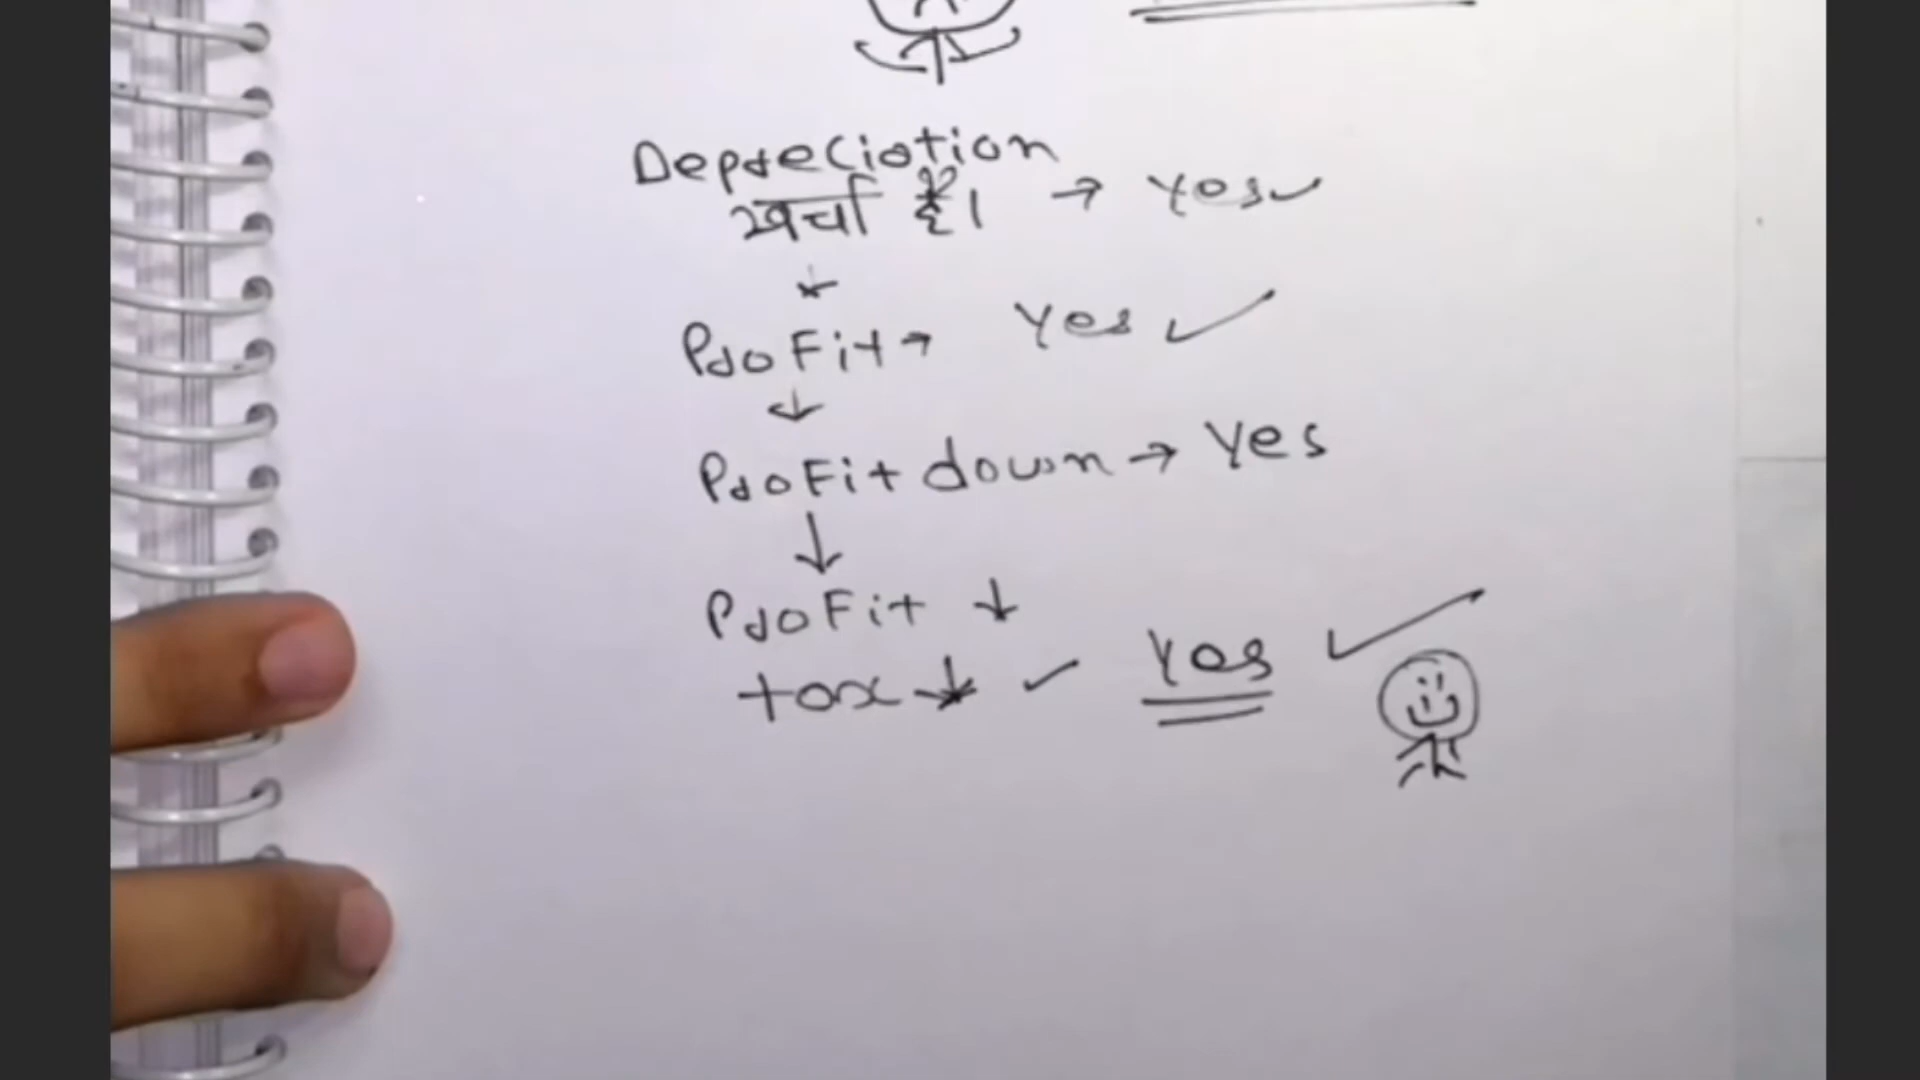 Depreciation
खर्चा है। → Yes ✓
↓
Profit → Yes ✓
↓
Profit down → Yes
↓
Profit ↓
tax ↓ ✓ Yes ✓